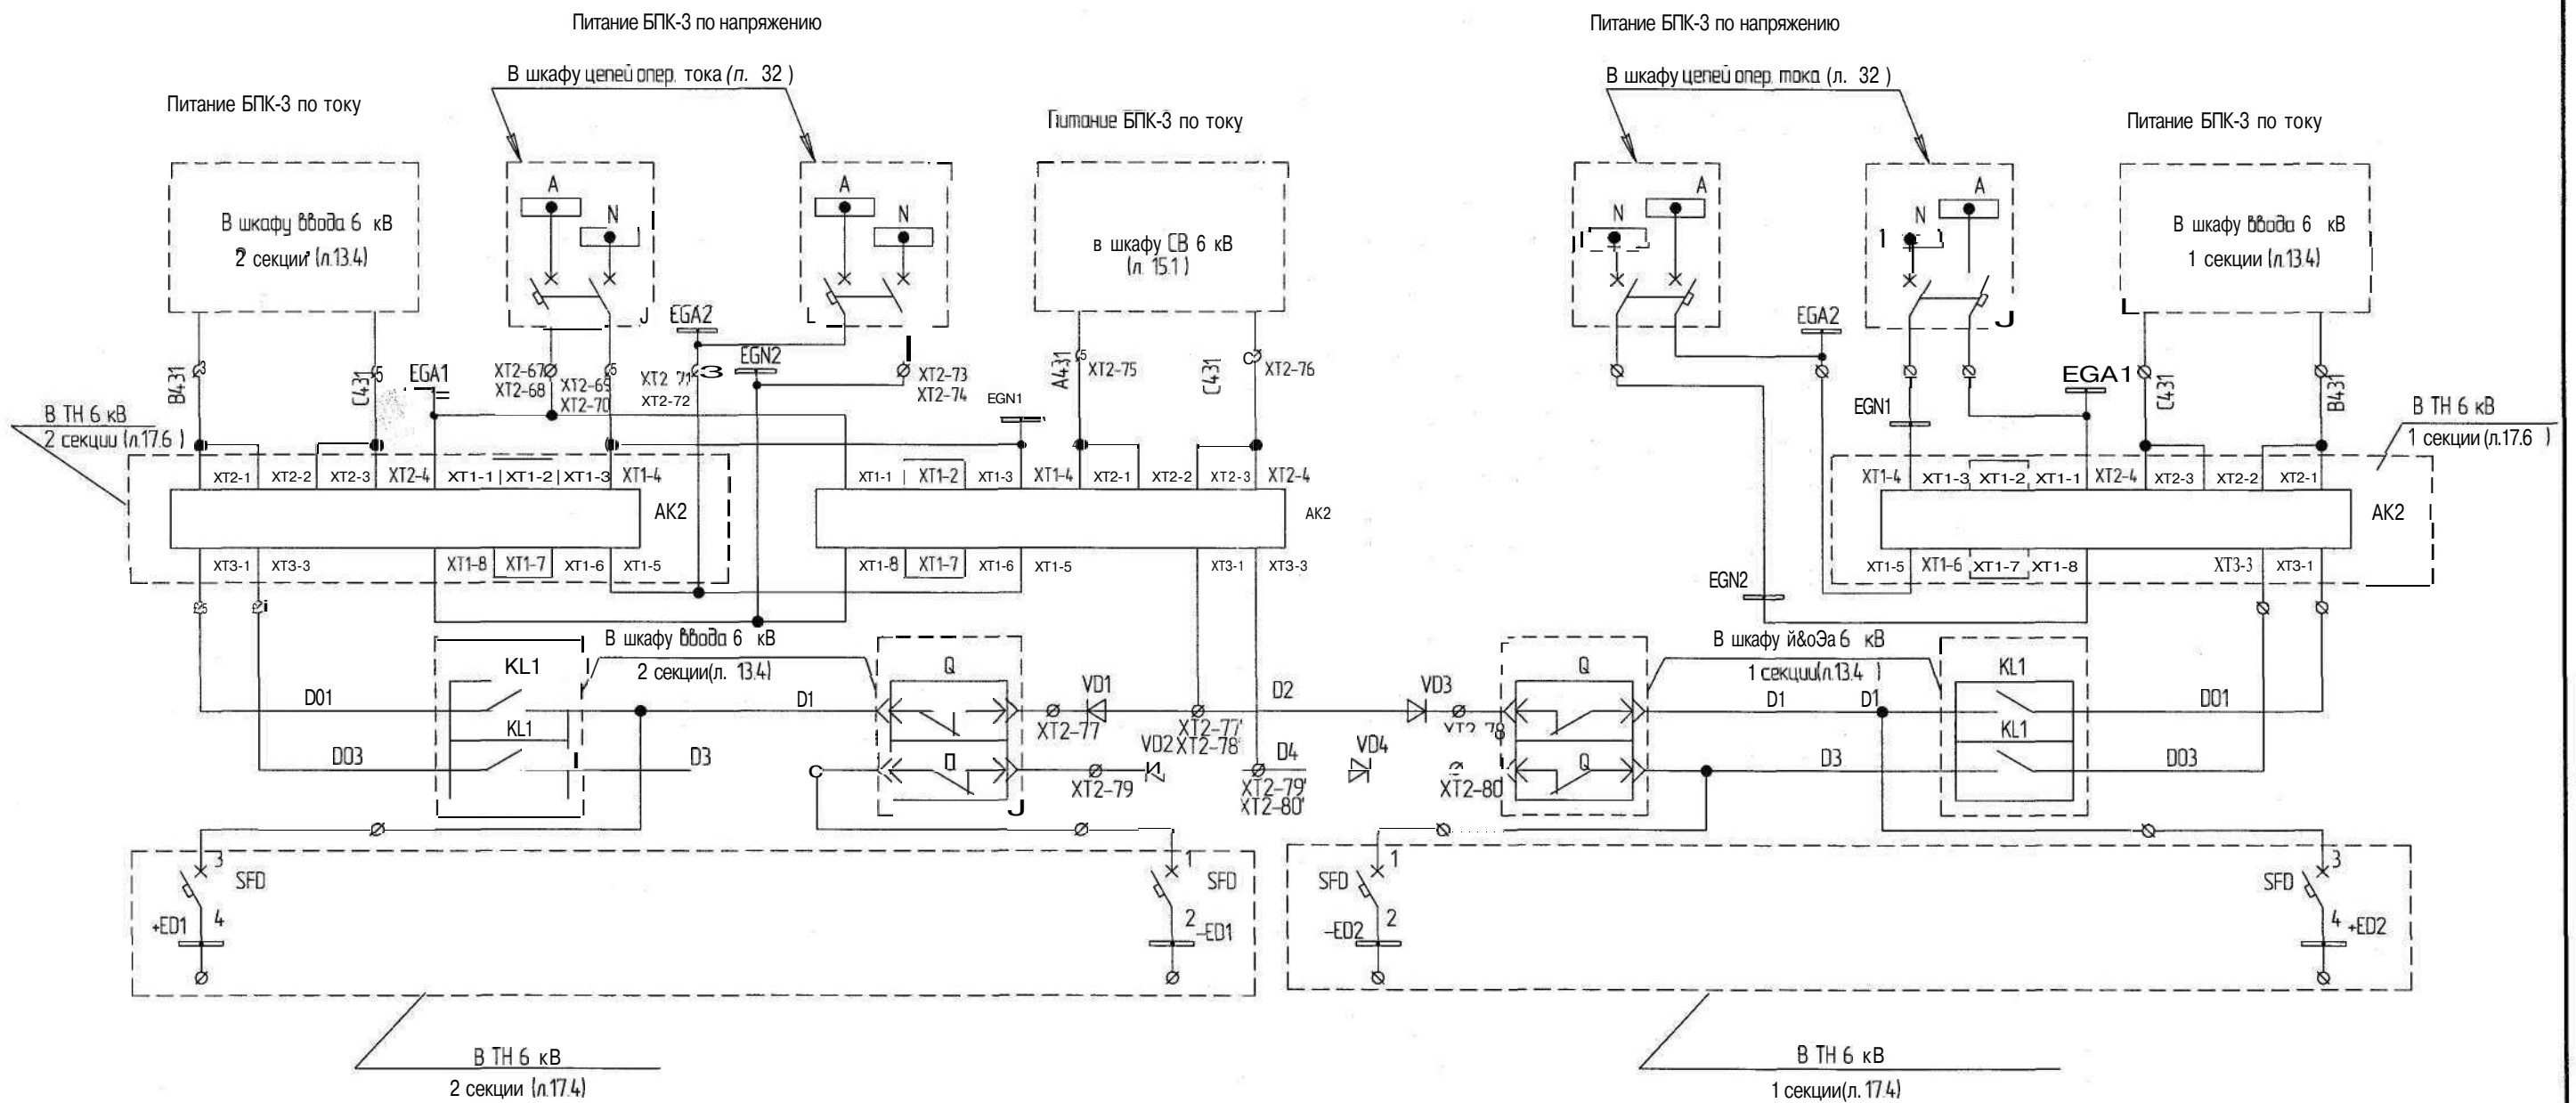 Питание БПК-3 по напряжению
Питание БПК-3 по напряжению
В шкафу цепей опер. тока (л. 32 )
В шкафу цепей опер. тока (л. 32 )
Питание БПК-3 по току
Питание БПК-3 по току
Питание БПК-3 по току
A
N
A
N
N
A
N
A
В шкафу ввода 6 кВ
2 секции (л.13.4)
в шкафу СВ 6 кВ
(л. 15.1)
В шкафу ввода 6 кВ
1 секции (л.13.4)
EGA2
EGN2
EGA2
B431
C431
EGA1
XT2-67
XT2-68
XT2-69
XT2-70
XT2-71
XT2-72
XT2-73
XT2-74
EGN1
A431
XT2-75
C431
XT2-76
EGN1
EGA1
C431
B431
В ТН 6 кВ
2 секции (л.17.6 )
В ТН 6 кВ
1 секции (л.17.6 )
XT2-1 XT2-2 XT2-3 XT2-4 XT1-1 XT1-2 XT1-3 XT1-4
XT1-1 XT1-2 XT1-3 XT1-4 XT2-1 XT2-2 XT2-3 XT2-4
XT1-4 XT1-3 XT1-2 XT1-1 XT2-4 XT2-3 XT2-2 XT2-1
AK2
AK2
AK2
XT3-1 XT3-3 XT1-8 XT1-7 XT1-6 XT1-5
XT1-8 XT1-7 XT1-6 XT1-5 XT3-1 XT3-3
XT1-5 XT1-6 XT1-7 XT1-8 XT3-3 XT3-1
EGN2
В шкафу ввода 6 кВ
2 секции(л. 13.4)
В шкафу 6 кВ
1 секции(л.13.4 )
KL1
Q
VD1
D2
VD3
Q
KL1
D01
D1
D1
D1
D01
KL1
XT2-77
XT2-77'
XT2-78'
XT2-78
KL1
D03
D3
VD2
D4
VD4
Q
D3
D03
XT2-79
XT2-79'
XT2-80'
XT2-80
3
SFD
4
+ED1
1
SFD
2
-ED1
1
SFD
2
-ED2
3
SFD
4
+ED2
В ТН 6 кВ
2 секции (л.17.4)
В ТН 6 кВ
1 секции(л. 17.4)